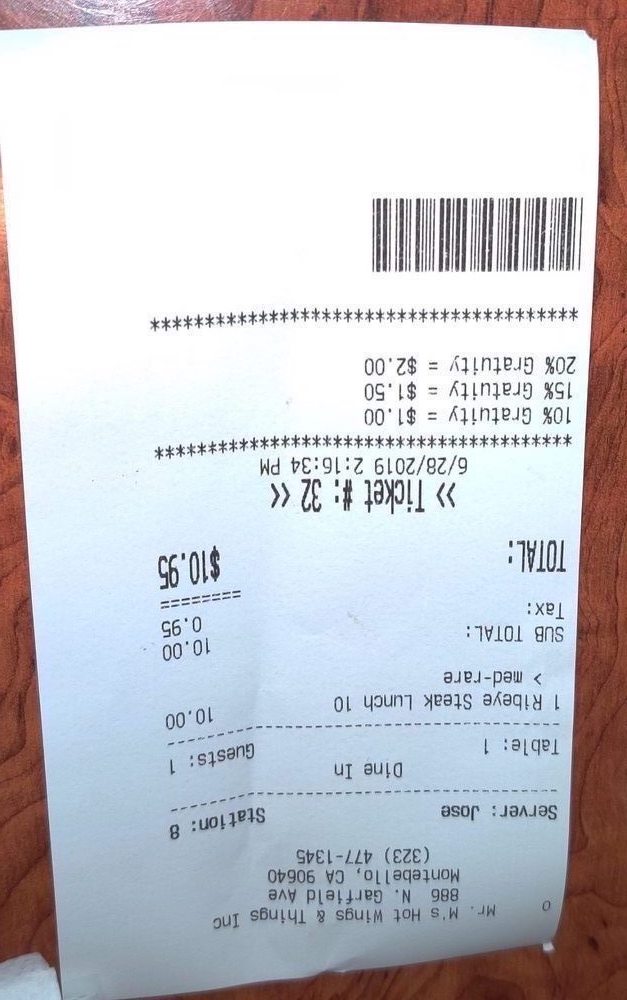 0 Mr. M's Hot Wings & Things Inc
886 N. Garfield Ave
Montebello, CA 90640
(323) 477-1345
Server: Jose Station: 8
Dine In
Table: 1 Guests: 1
1 Ribeye Steak Lunch 10 10.00
> med-rare
SUB TOTAL: 10.00
Tax: 0.95
========
TOTAL: $10.95
>> Ticket #: 32 <<
6/28/2019 2:16:34 PM
****************************************
10% Gratuity = $1.00
15% Gratuity = $1.50
20% Gratuity = $2.00
****************************************